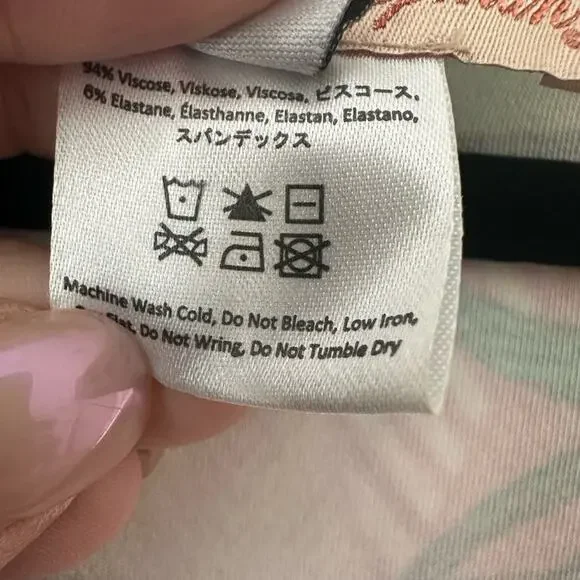 94% Viscose, Viskose, Viscosa, ビスコース,
6% Elastane, Élasthanne, Elastan, Elastano,
スパンデックス
Machine Wash Cold, Do Not Bleach, Low Iron,
Dry Flat, Do Not Wring, Do Not Tumble Dry